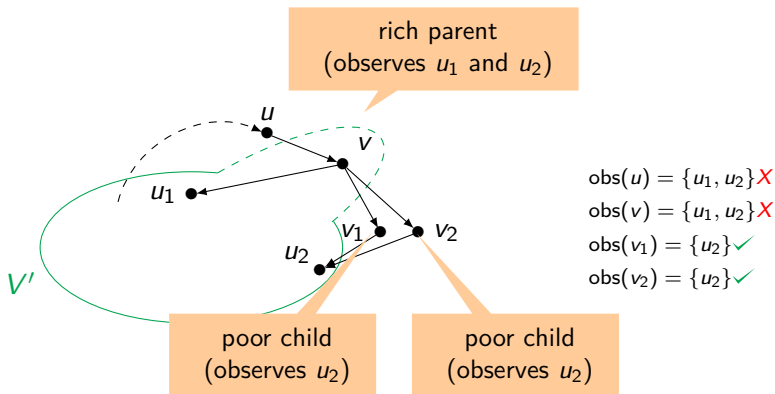 rich parent
(observes u₁ and u₂)
u
v
u₁
v₁
v₂
u₂
V′
obs(u) = {u₁, u₂}X
obs(v) = {u₁, u₂}X
obs(v₁) = {u₂}✓
obs(v₂) = {u₂}✓
poor child
(observes u₂)
poor child
(observes u₂)